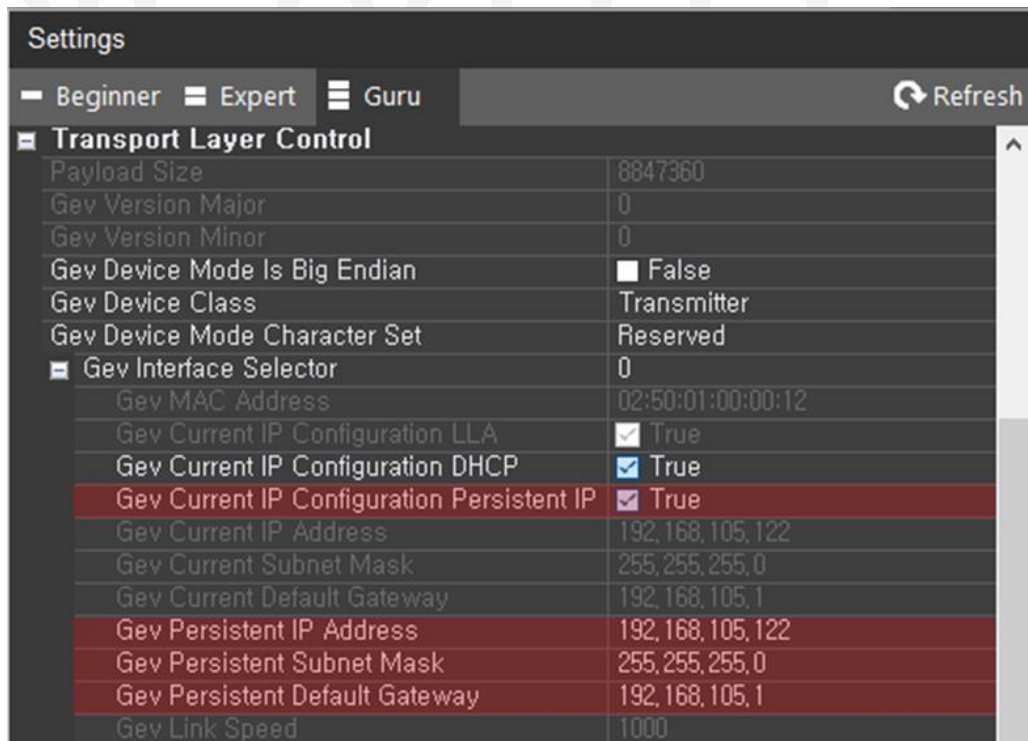 Settings
Beginner Expert Guru Refresh
Transport Layer Control
Payload Size 8847360
Gev Version Major 0
Gev Version Minor 0
Gev Device Mode Is Big Endian False
Gev Device Class Transmitter
Gev Device Mode Character Set Reserved
Gev Interface Selector 0
Gev MAC Address 02:50:01:00:00:12
Gev Current IP Configuration LLA True
Gev Current IP Configuration DHCP True
Gev Current IP Configuration Persistent IP True
Gev Current IP Address 192,168,105,122
Gev Current Subnet Mask 255,255,255,0
Gev Current Default Gateway 192,168,105,1
Gev Persistent IP Address 192,168,105,122
Gev Persistent Subnet Mask 255,255,255,0
Gev Persistent Default Gateway 192,168,105,1
Gev Link Speed 1000